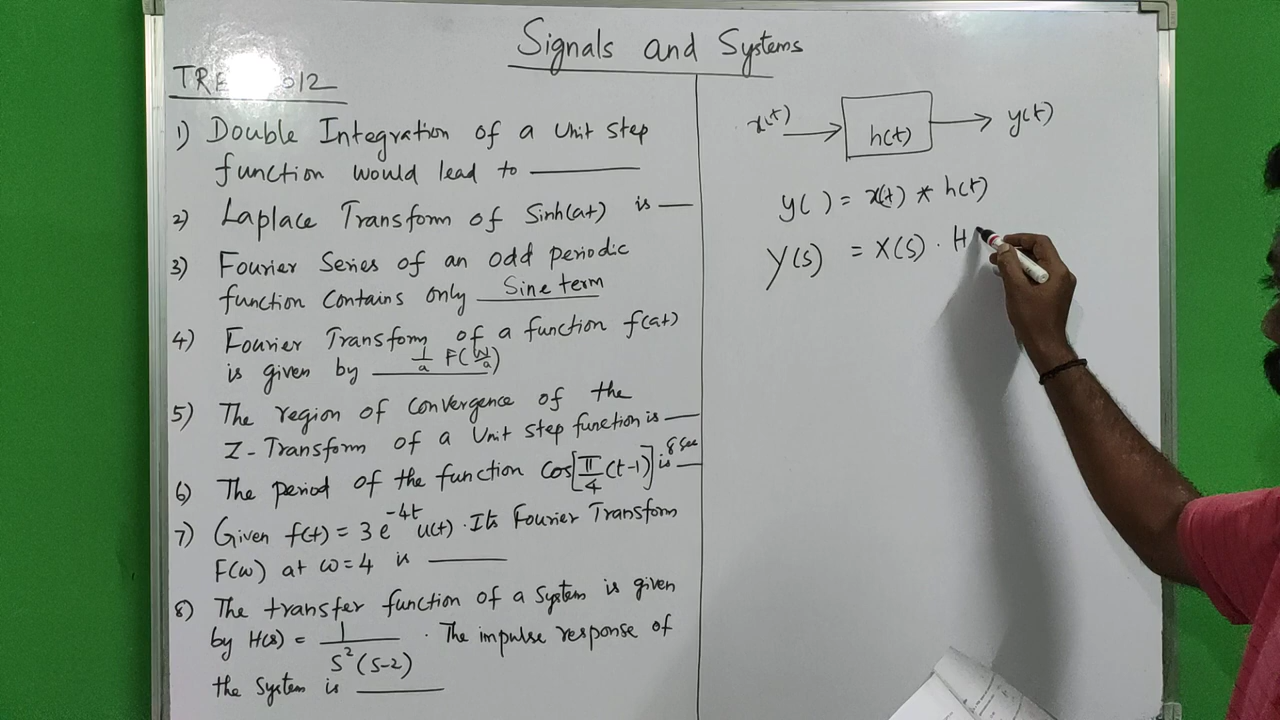 Signals and Systems
TRE 012
1) Double Integration of a Unit step
function would lead to ______
2) Laplace Transform of Sinh(at) is __
3) Fourier Series of an odd periodic
function contains only Sine term
4) Fourier Transform of a function f(at)
is given by 1/a F(ω/a)
5) The region of convergence of the
Z-Transform of a Unit step function is __
6) The period of the function Cos[π/4(t-1)] is 8 sec
7) Given f(t) = 3e^-4t u(t). Its Fourier Transform
F(ω) at ω=4 is ______
8) The transfer function of a System is given
by H(s) = 1/S²(S-2). The impulse response of
the System is ______
x(t) → h(t) → y(t)
y( ) = x(t) * h(t)
Y(S) = X(S) . H